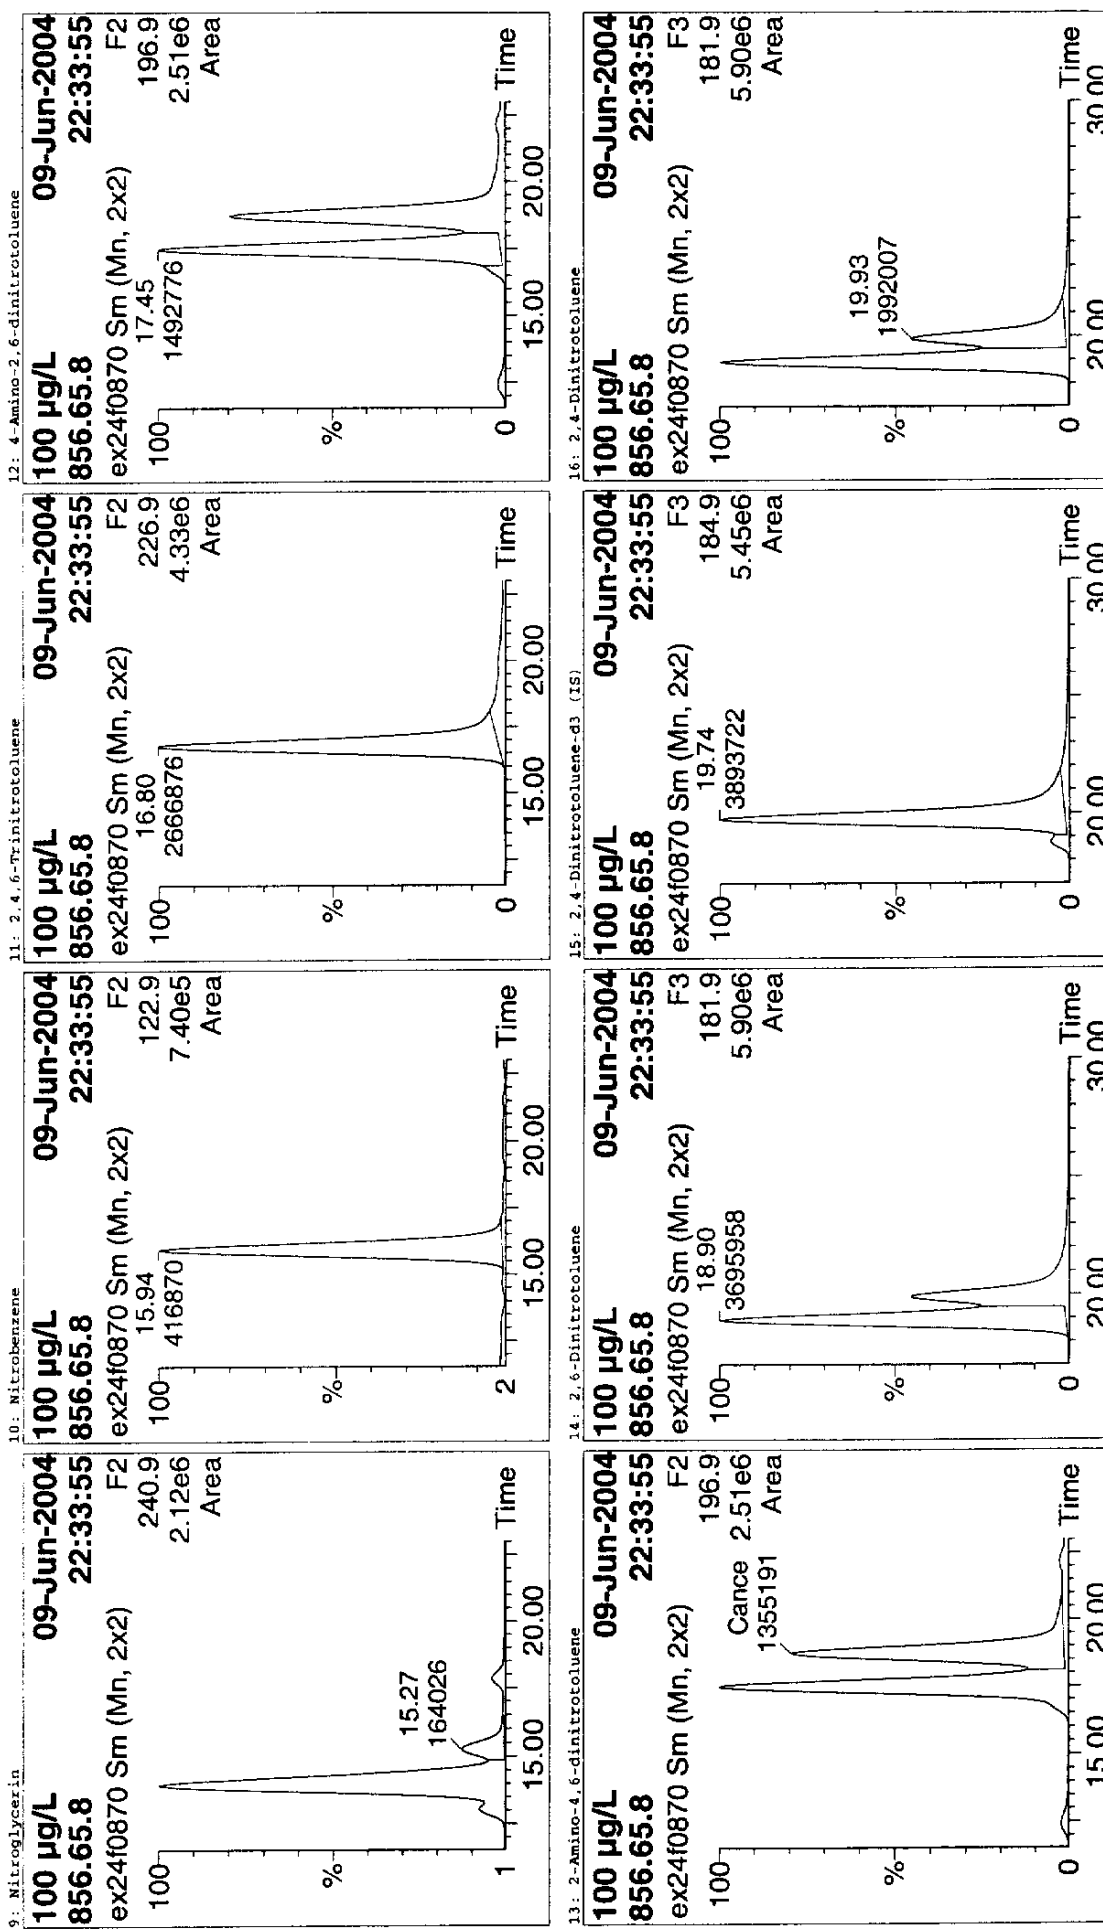 9: Nitroglycerin
100 µg/L 09-Jun-2004
856.65.8 22:33:55
ex24f0870 Sm (Mn, 2x2) F2
240.9
2.12e6
Area
100
%
1
15.27
164026
15.00 20.00 Time
10: Nitrobenzene
100 µg/L 09-Jun-2004
856.65.8 22:33:55
ex24f0870 Sm (Mn, 2x2) F2
122.9
7.40e5
Area
15.94
416870
100
%
2
15.00 20.00 Time
11: 2,4,6-Trinitrotoluene
100 µg/L 09-Jun-2004
856.65.8 22:33:55
ex24f0870 Sm (Mn, 2x2) F2
226.9
4.33e6
Area
16.80
2666876
100
%
0
15.00 20.00 Time
12: 4-Amino-2,6-dinitrotoluene
100 µg/L 09-Jun-2004
856.65.8 22:33:55
ex24f0870 Sm (Mn, 2x2) F2
196.9
2.51e6
Area
17.45
1492776
100
%
0
15.00 20.00 Time
13: 2-Amino-4,6-dinitrotoluene
100 µg/L 09-Jun-2004
856.65.8 22:33:55
ex24f0870 Sm (Mn, 2x2) F2
196.9
Cance 2.51e6
1355191 Area
100
%
0
15.00 20.00 Time
14: 2,6-Dinitrotoluene
100 µg/L 09-Jun-2004
856.65.8 22:33:55
ex24f0870 Sm (Mn, 2x2) F3
181.9
5.90e6
Area
18.90
3695958
100
%
0
20.00 30.00 Time
15: 2,4-Dinitrotoluene-d3 (IS)
100 µg/L 09-Jun-2004
856.65.8 22:33:55
ex24f0870 Sm (Mn, 2x2) F3
184.9
5.45e6
Area
19.74
3893722
100
%
0
20.00 30.00 Time
16: 2,4-Dinitrotoluene
100 µg/L 09-Jun-2004
856.65.8 22:33:55
ex24f0870 Sm (Mn, 2x2) F3
181.9
5.90e6
Area
19.93
1992007
100
%
0
20.00 30.00 Time